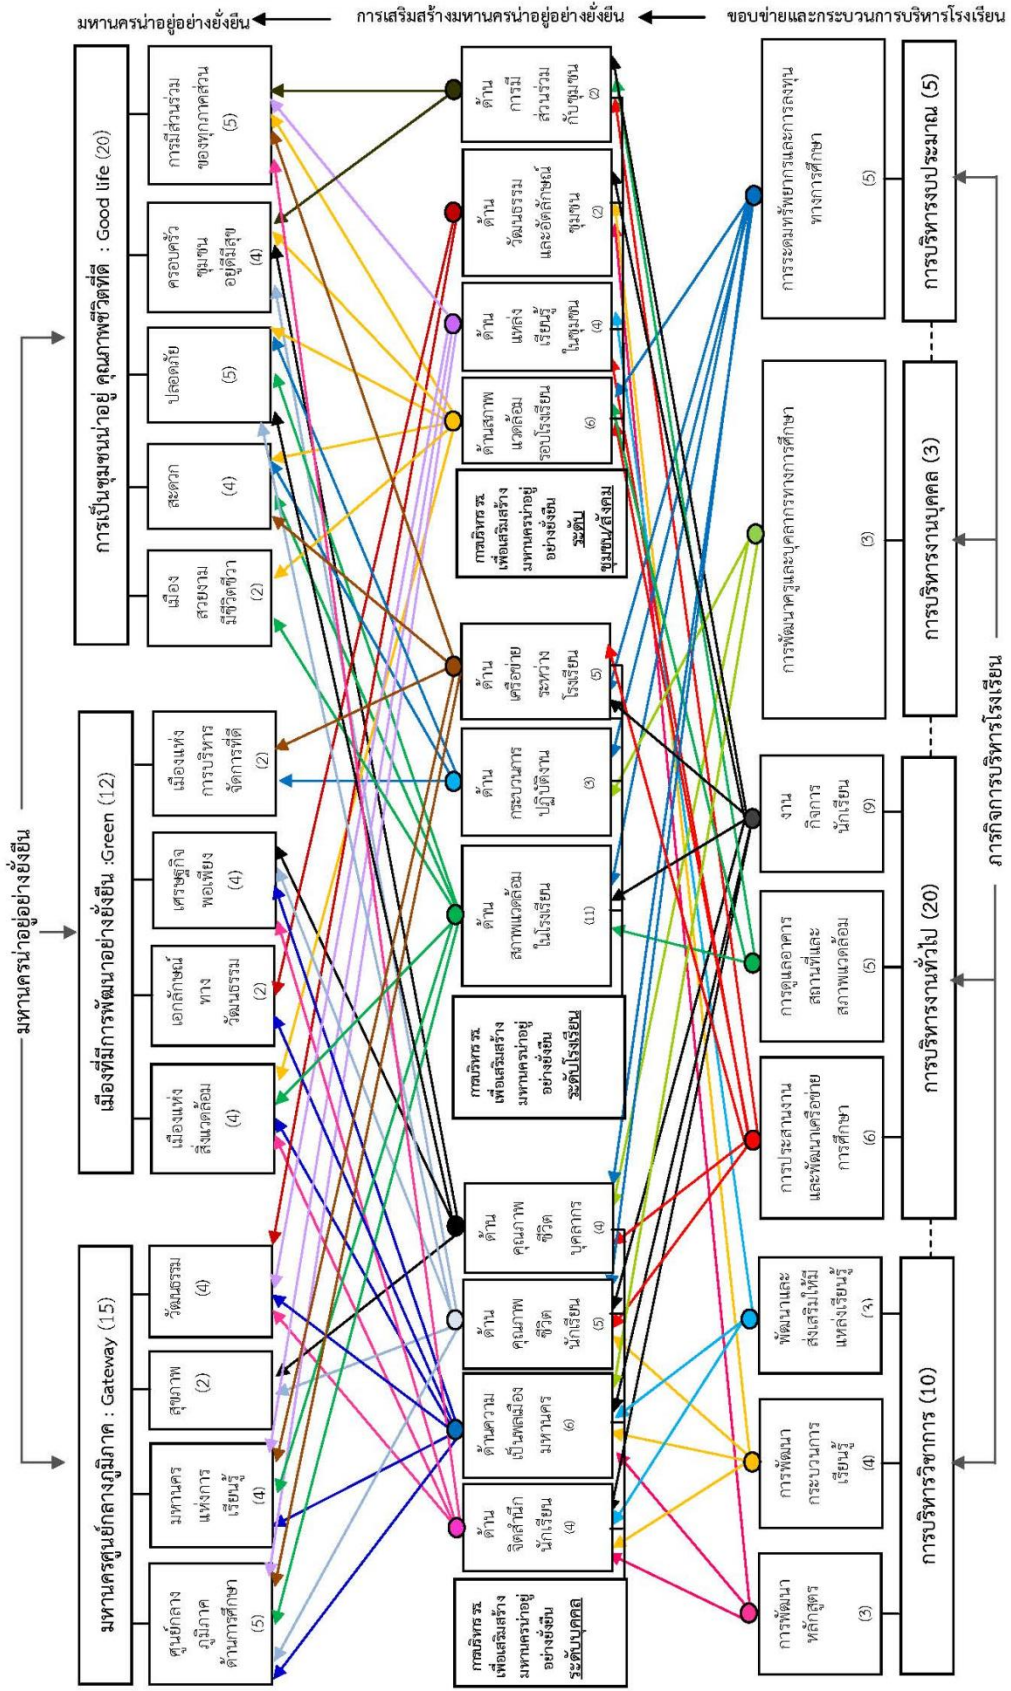 มหานครน่าอยู่อย่างยั่งยืน
การเสริมสร้างมหานครน่าอยู่อย่างยั่งยืน
ขอบข่ายและกระบวนการบริหารโรงเรียน
มหานครน่าอยู่อย่างยั่งยืน
มหานครศูนย์กลางภูมิภาค : Gateway (15)
เมืองที่มีการพัฒนาอย่างยั่งยืน :Green (12)
การเป็นชุมชนน่าอยู่ คุณภาพชีวิตที่ดี : Good life (20)
ศูนย์กลาง
ภูมิภาค
ด้านการศึกษา
(5)
มหานคร
แห่งการ
เรียนรู้
(4)
สุขภาพ
(2)
วัฒนธรรม
(4)
เมืองแห่ง
สิ่งแวดล้อม
(4)
เอกลักษณ์
ทาง
วัฒนธรรม
(2)
เศรษฐกิจ
พอเพียง
(4)
เมืองแห่ง
การบริหาร
จัดการที่ดี
(2)
เมือง
สวยงาม
มีชีวิตชีวา
(2)
สะดวก
(4)
ปลอดภัย
(5)
ครอบครัว
ชุมชน
อยู่ดีมีสุข
(4)
การมีส่วนร่วม
ของทุกภาคส่วน
(5)
การบริหาร รร.
เพื่อเสริมสร้าง
มหานครน่าอยู่
อย่างยั่งยืน
ระดับบุคคล
ด้าน
จิตสำนึก
นักเรียน
(4)
ด้านความ
เป็นพลเมือง
มหานคร
(6)
ด้าน
คุณภาพ
ชีวิต
นักเรียน
(5)
ด้าน
คุณภาพ
ชีวิต
บุคลากร
(4)
การบริหาร รร.
เพื่อเสริมสร้าง
มหานครน่าอยู่
อย่างยั่งยืน
ระดับโรงเรียน
ด้าน
สภาพแวดล้อม
ในโรงเรียน
(11)
ด้าน
กระบวนการ
ปฏิบัติงาน
(3)
ด้าน
เครือข่าย
ระหว่าง
โรงเรียน
(5)
การบริหาร รร.
เพื่อเสริมสร้าง
มหานครน่าอยู่
อย่างยั่งยืน
ระดับ
ชุมชน/สังคม
ด้านสภาพ
แวดล้อม
รอบโรงเรียน
(6)
ด้าน
แหล่ง
เรียนรู้
ในชุมชน
(4)
ด้าน
วัฒนธรรม
และอัตลักษณ์
ชุมชน
(2)
ด้าน
การมี
ส่วนร่วม
กับชุมชน
(2)
การพัฒนา
หลักสูตร
(3)
การพัฒนา
กระบวนการ
เรียนรู้
(4)
พัฒนาและ
ส่งเสริมให้มี
แหล่งเรียนรู้
(3)
การประสานงาน
และพัฒนาเครือข่าย
การศึกษา
(6)
การดูแลอาคาร
สถานที่และ
สภาพแวดล้อม
(5)
งาน
กิจการ
นักเรียน
(9)
การพัฒนาครูและบุคลากรทางการศึกษา
(3)
การระดมทรัพยากรและการลงทุน
ทางการศึกษา
(5)
การบริหารวิชาการ (10)
การบริหารงานทั่วไป (20)
การบริหารงานบุคคล (3)
การบริหารงบประมาณ (5)
ภารกิจการบริหารโรงเรียน